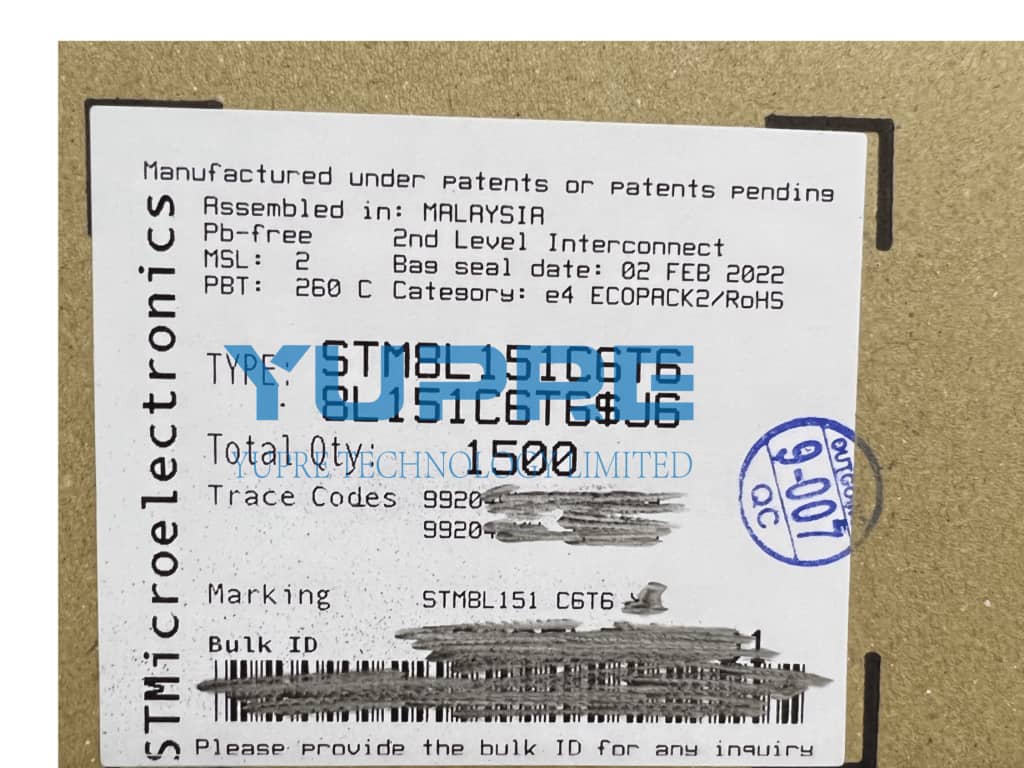 Manufactured under patents or patents pending
Assembled in: MALAYSIA
Pb-free 2nd Level Interconnect
MSL: 2 Bag seal date: 02 FEB 2022
PBT: 260 C Category: e4 ECOPACK2/RoHS
STMicroelectronics
TYPE: STM8L151C6T6
8L151C6T6$J6
YUPRE
Total Qty: 1500
YUPRE TECHNOLOGY LIMITED
Trace Codes 9920
9920
Marking STM8L151 C6T6
Bulk ID 1
Please provide the bulk ID for any inquiry
9-007
QC